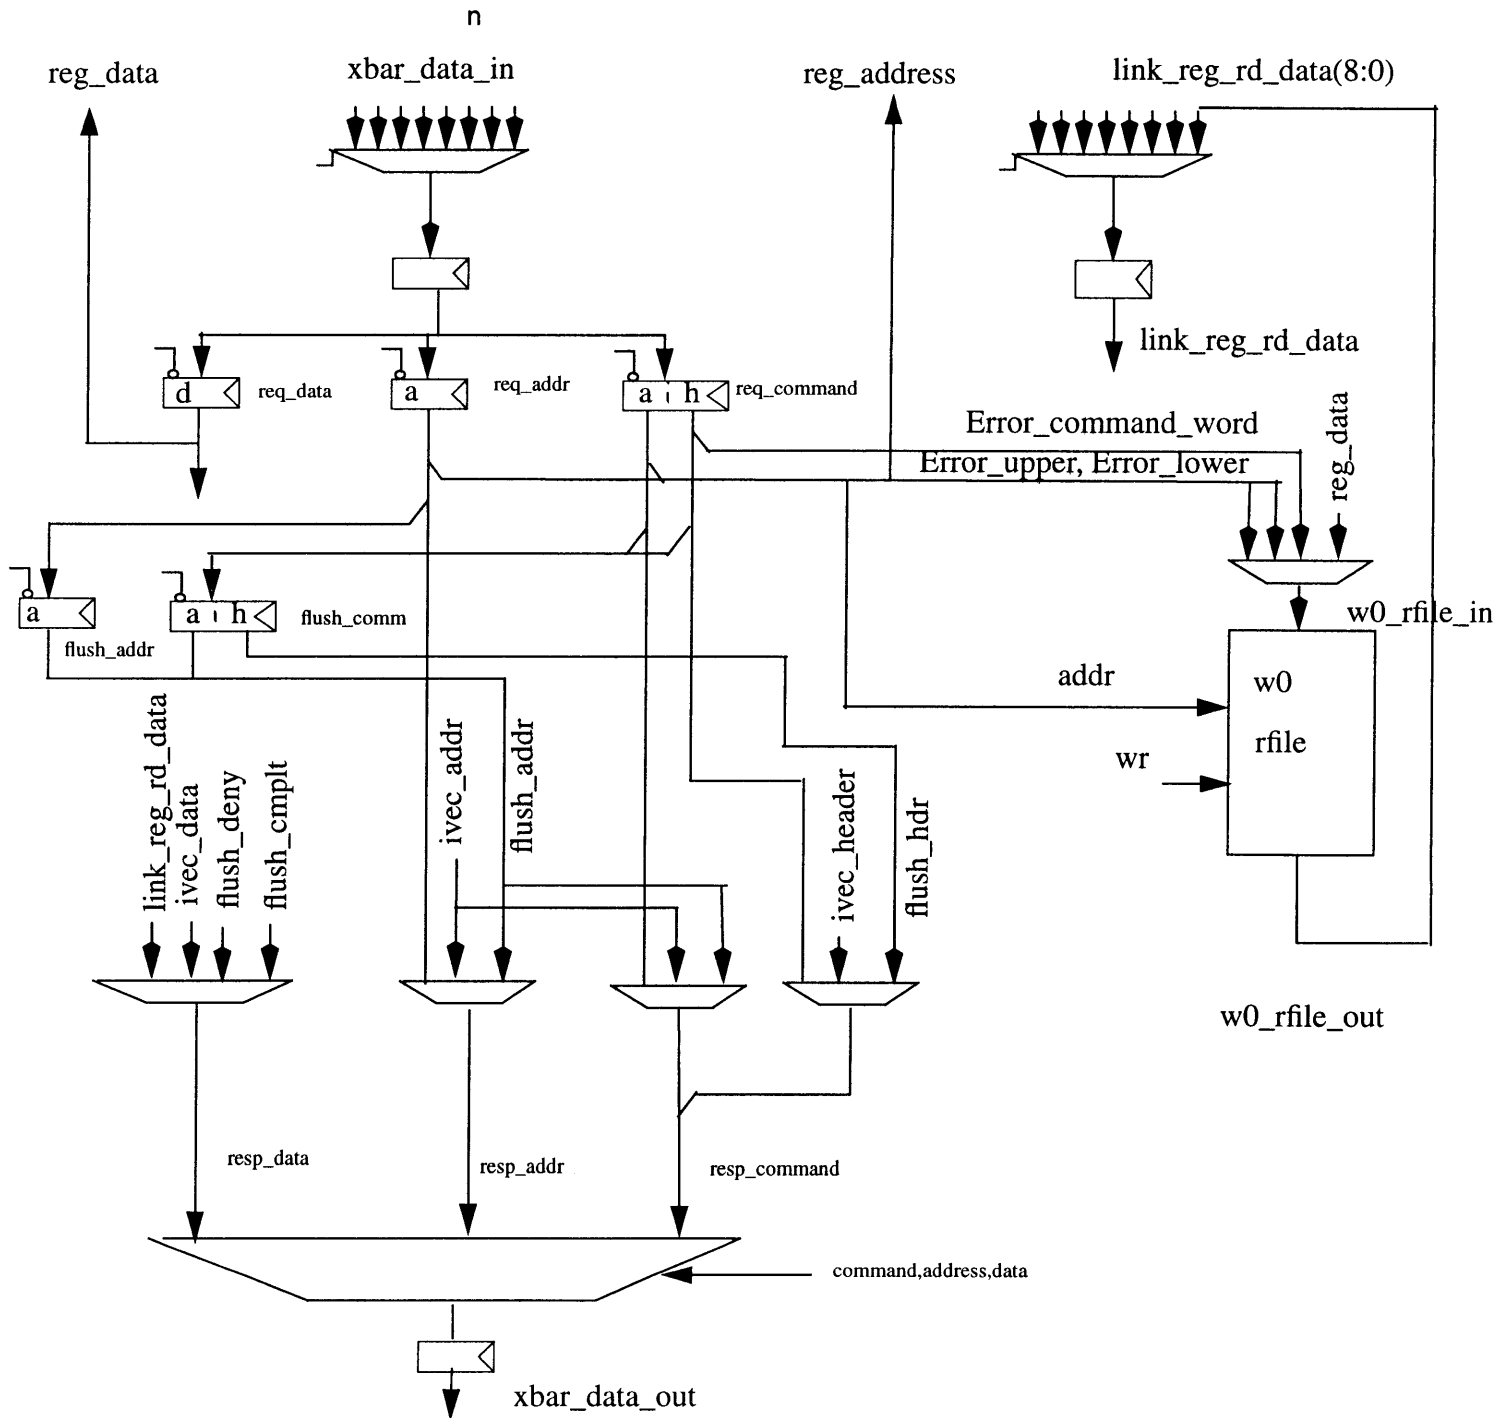 n
reg_data
xbar_data_in
reg_address
link_reg_rd_data(8:0)
link_reg_rd_data
d
req_data
a
req_addr
a h
req_command
Error_command_word
Error_upper, Error_lower
reg_data
a
flush_addr
a h
flush_comm
w0_rfile_in
addr
w0
rfile
wr
link_reg_rd_data
ivec_data
flush_deny
flush_cmplt
ivec_addr
flush_addr
ivec_header
flush_hdr
w0_rfile_out
resp_data
resp_addr
resp_command
command,address,data
xbar_data_out